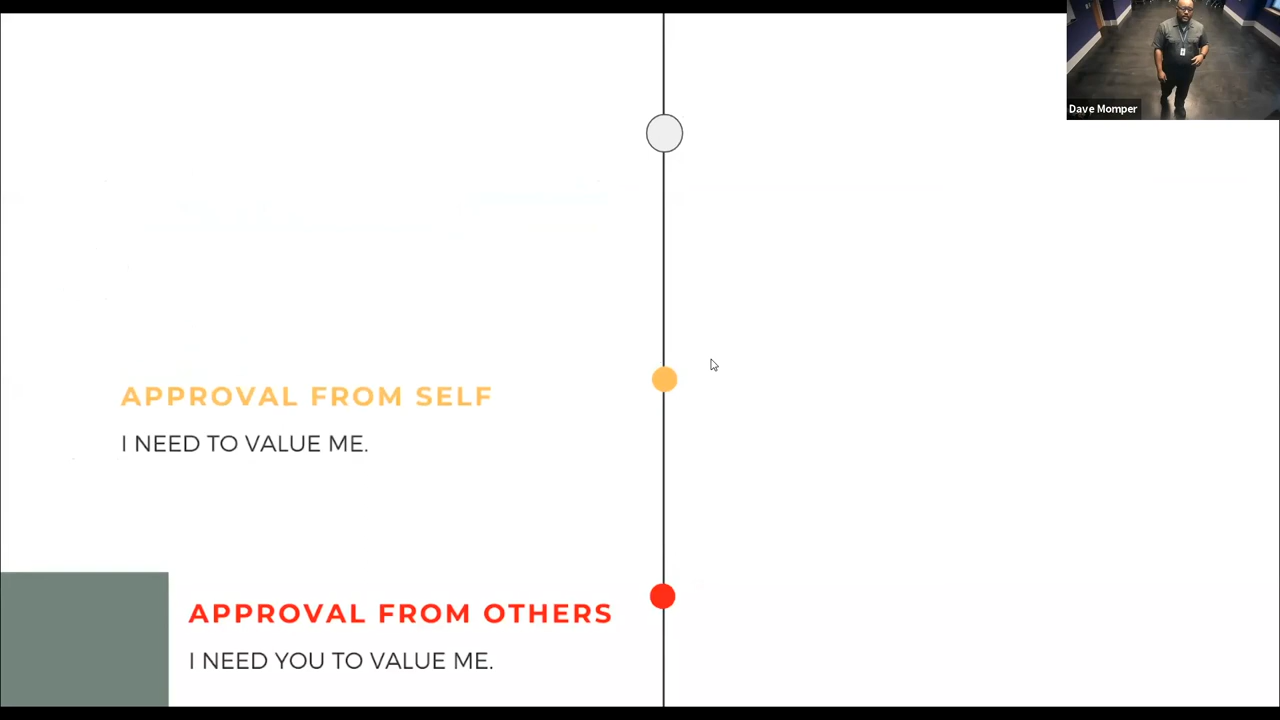 Dave Momper
APPROVAL FROM SELF
I NEED TO VALUE ME.
APPROVAL FROM OTHERS
I NEED YOU TO VALUE ME.